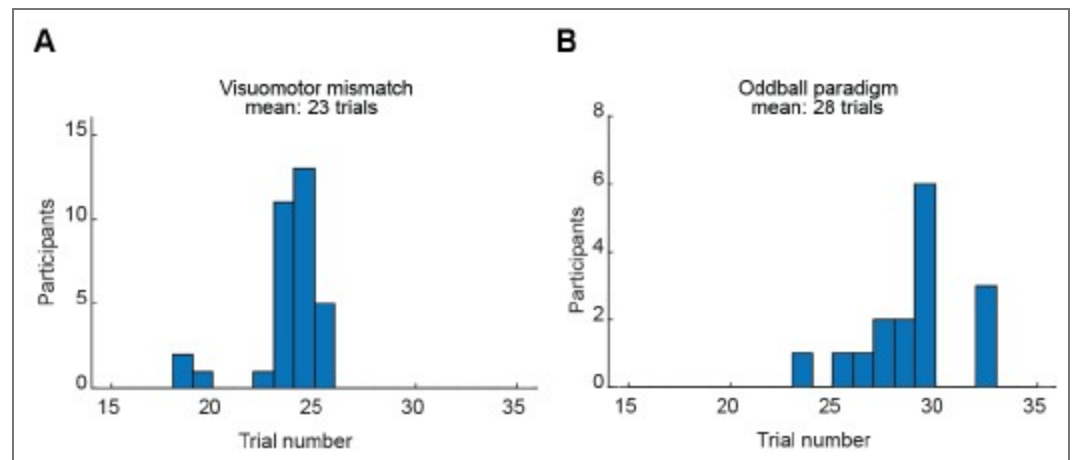 A
Visuomotor mismatch
mean: 23 trials
15
10
5
0
Participants
15 20 25 30 35
Trial number
B
Oddball paradigm
mean: 28 trials
8
6
4
2
0
Participants
15 20 25 30 35
Trial number